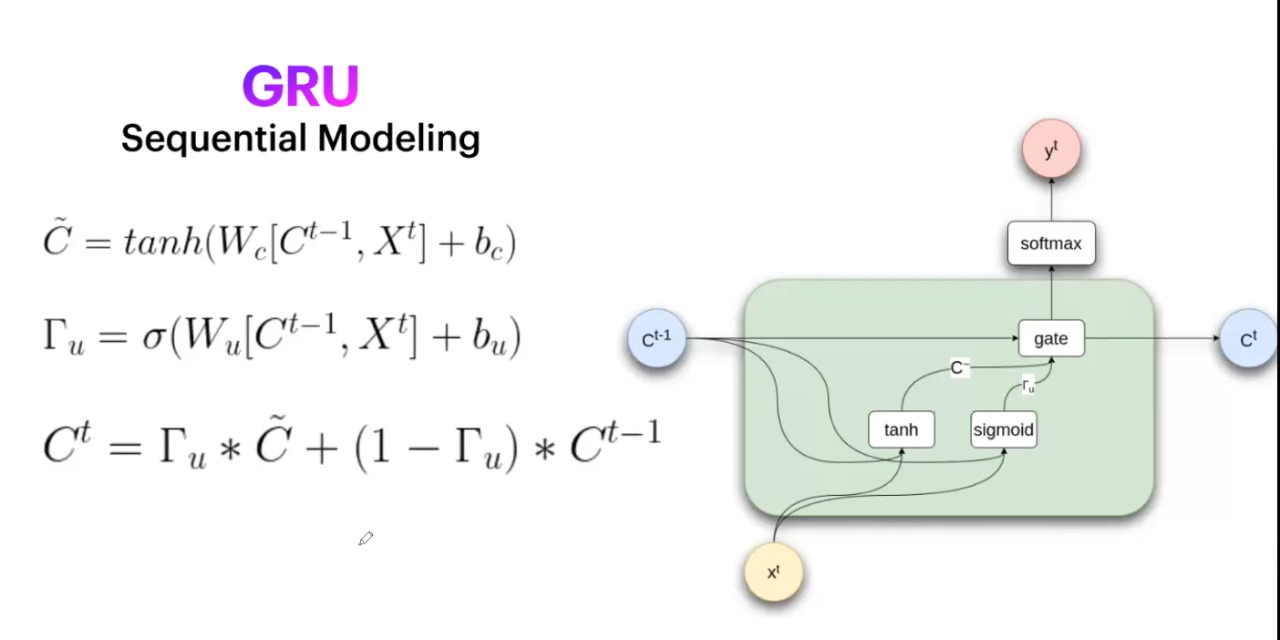 GRU
Sequential Modeling
C̃ = tanh(W_c[C^{t-1}, X^t] + b_c)
Γ_u = σ(W_u[C^{t-1}, X^t] + b_u)
C^t = Γ_u * C̃ + (1 − Γ_u) * C^{t-1}
y^t
softmax
C^{t-1}
gate
C^t
C^~
Γ_u
tanh
sigmoid
x^t